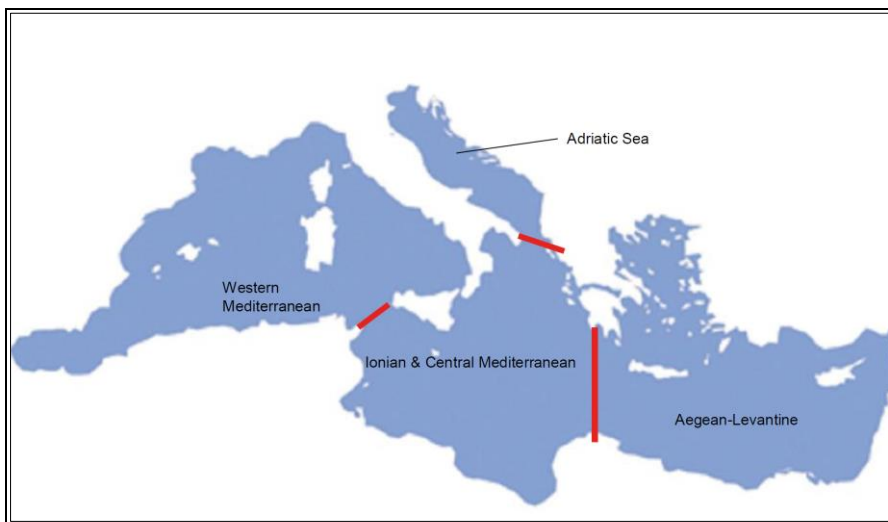 Adriatic Sea
Western
Mediterranean
Ionian & Central Mediterranean
Aegean-Levantine